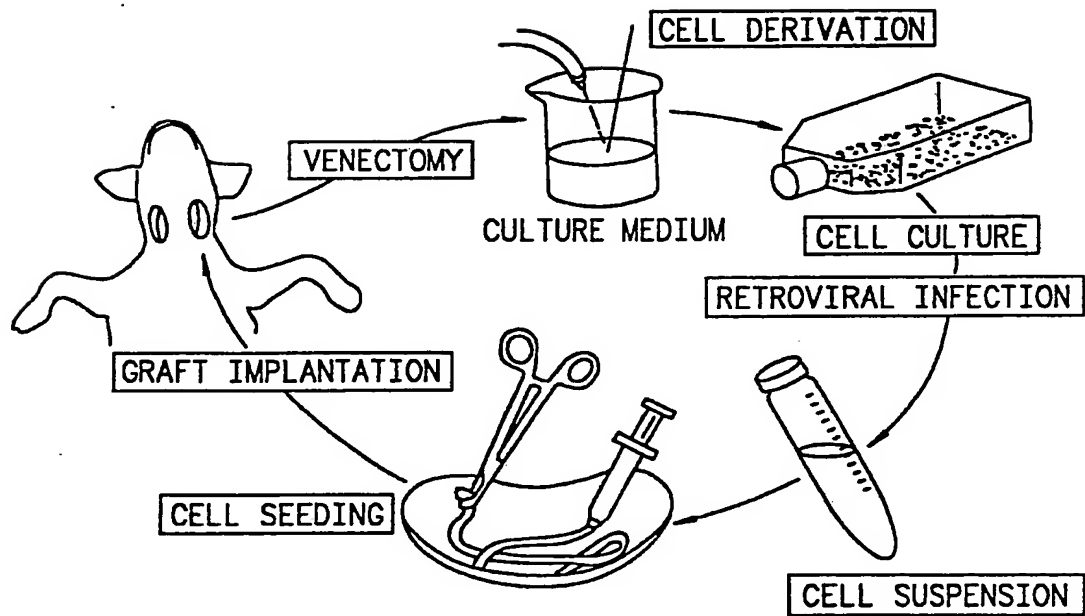 CELL DERIVATION
VENECTOMY
CULTURE MEDIUM
CELL CULTURE
RETROVIRAL INFECTION
GRAFT IMPLANTATION
CELL SEEDING
CELL SUSPENSION